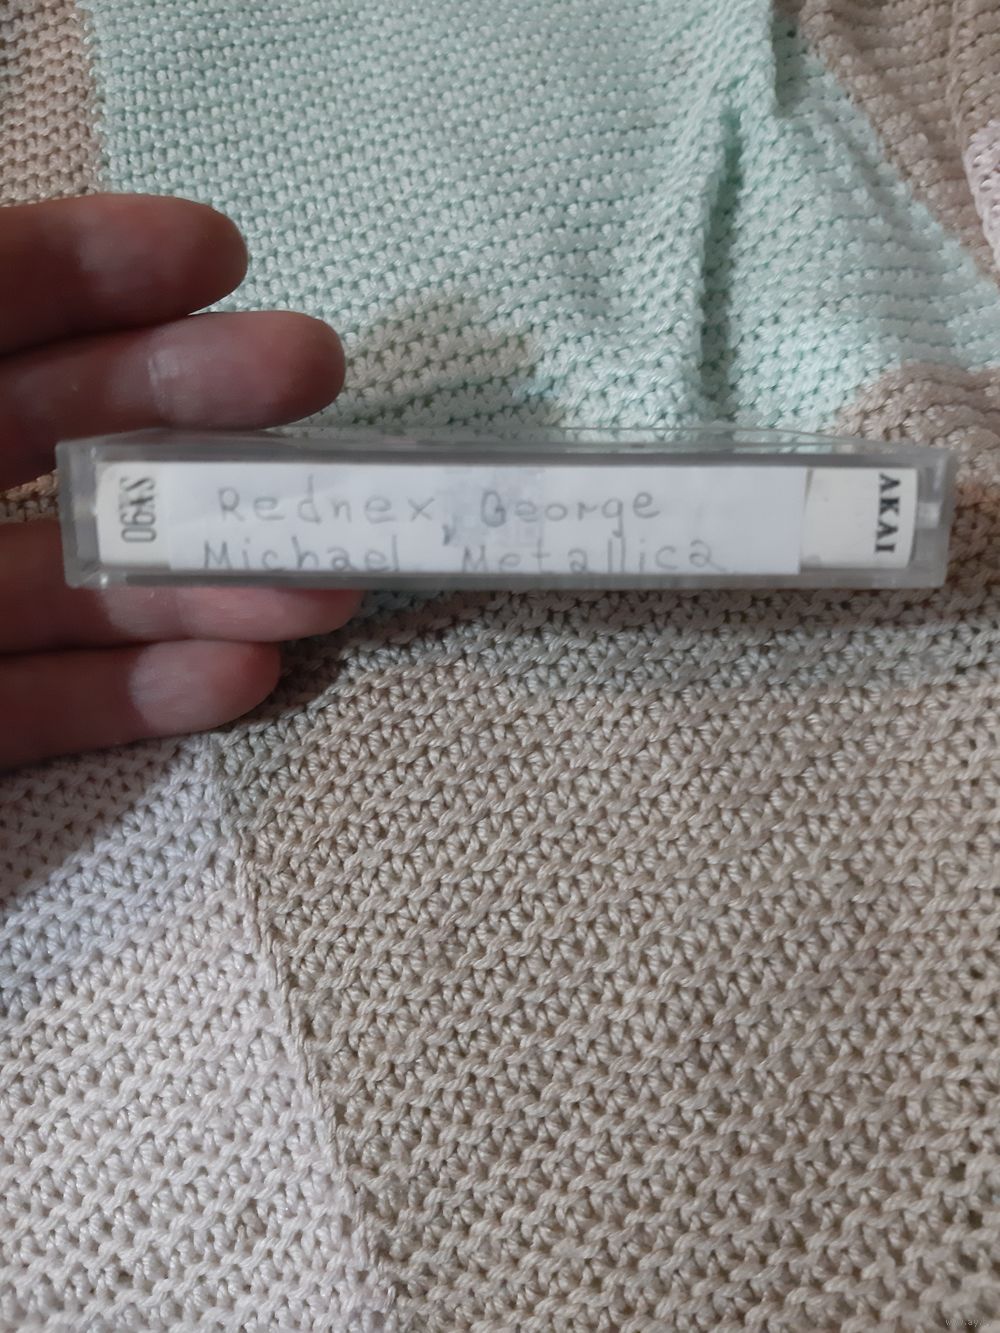 SX90
Rednex, George
Michael Metallica
AKAI